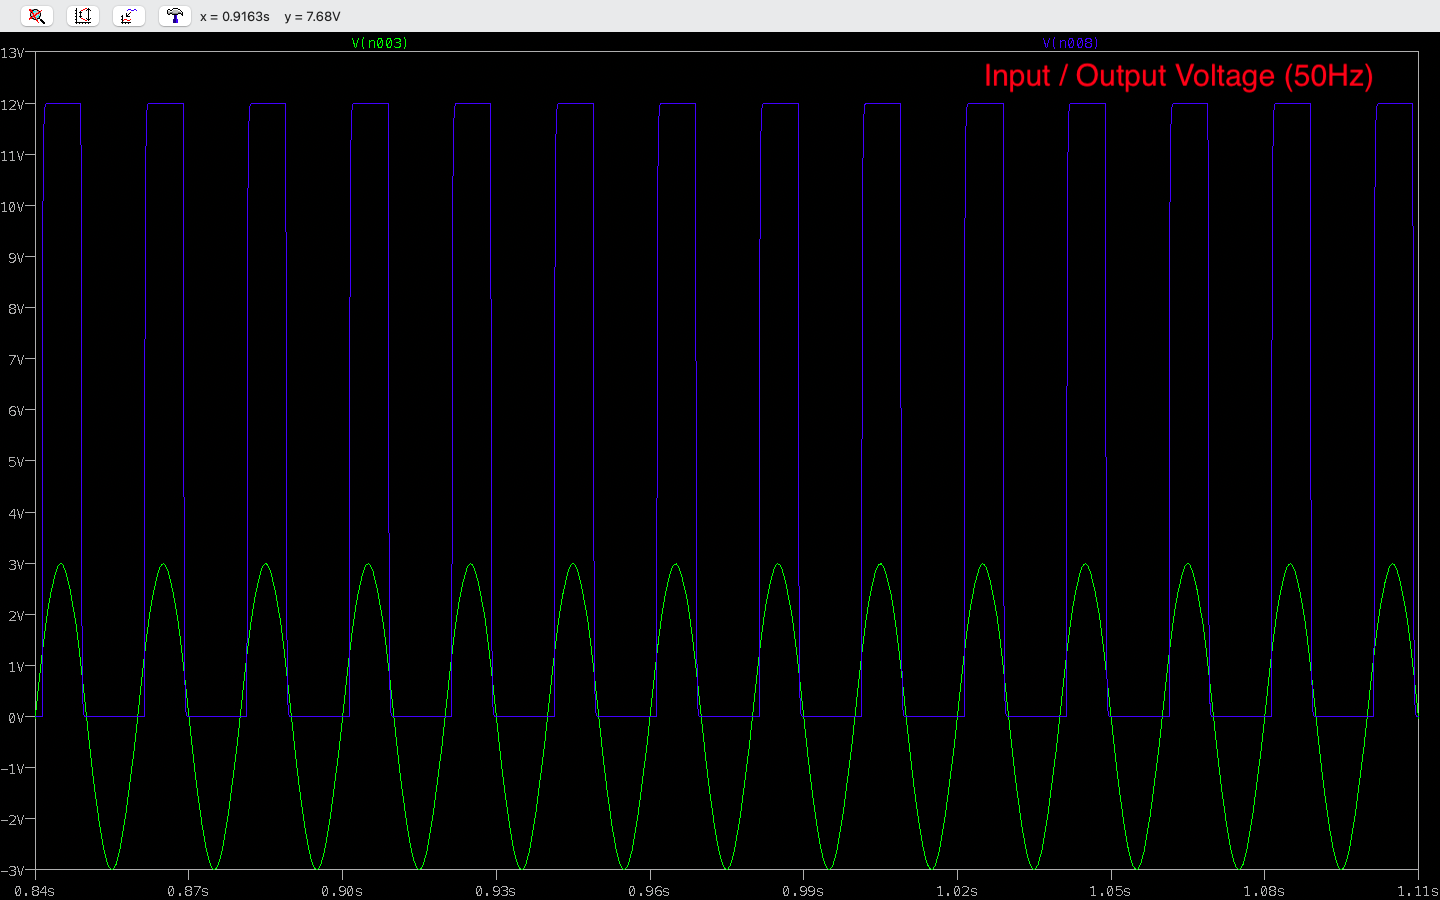 x = 0.9163s y = 7.68V
V(n003) V(n008)
Input / Output Voltage (50Hz)
13V
12V
11V
10V
9V
8V
7V
6V
5V
4V
3V
2V
1V
0V
-1V
-2V
-3V
0.84s 0.87s 0.90s 0.93s 0.96s 0.99s 1.02s 1.05s 1.08s 1.11s